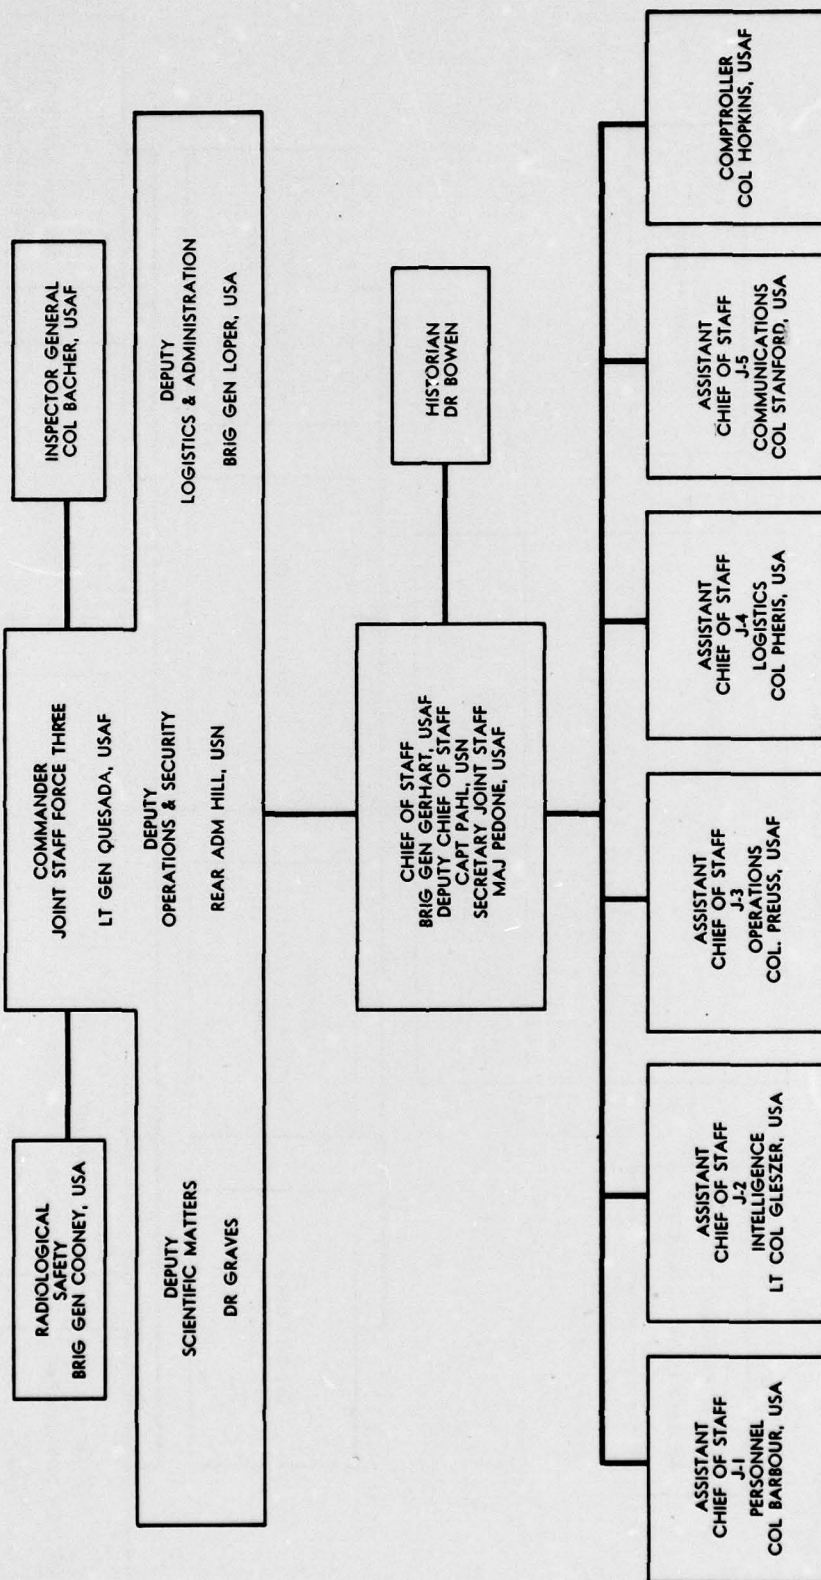 RADIOLOGICAL
SAFETY
BRIG GEN COONEY, USA
COMMANDER
JOINT STAFF FORCE THREE
LT GEN QUESADA, USAF
INSPECTOR GENERAL
COL BACHER, USAF
DEPUTY
SCIENTIFIC MATTERS
DR GRAVES
DEPUTY
OPERATIONS & SECURITY
REAR ADM HILL, USN
DEPUTY
LOGISTICS & ADMINISTRATION
BRIG GEN LOPER, USA
CHIEF OF STAFF
BRIG GEN GERHART, USAF
DEPUTY CHIEF OF STAFF
CAPT PAHL, USN
SECRETARY JOINT STAFF
MAJ PEDONE, USAF
HISTORIAN
DR BOWEN
ASSISTANT
CHIEF OF STAFF
J-1
PERSONNEL
COL BARBOUR, USA
ASSISTANT
CHIEF OF STAFF
J-2
INTELLIGENCE
LT COL GLESZER, USA
ASSISTANT
CHIEF OF STAFF
J-3
OPERATIONS
COL. PREUSS, USAF
ASSISTANT
CHIEF OF STAFF
J-4
LOGISTICS
COL PHERIS, USA
ASSISTANT
CHIEF OF STAFF
J-5
COMMUNICATIONS
COL STANFORD, USA
COMPTROLLER
COL HOPKINS, USAF